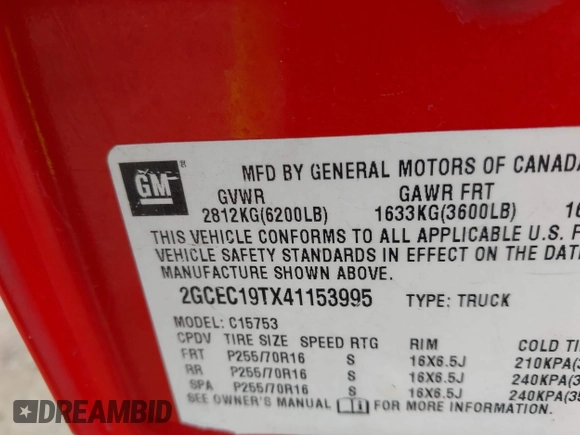 GM ®
MFD BY GENERAL MOTORS OF CANADA
GVWR GAWR FRT
2812KG(6200LB) 1633KG(3600LB) 16
THIS VEHICLE CONFORMS TO ALL APPLICABLE U.S. F
VEHICLE SAFETY STANDARDS IN EFFECT ON THE DATE
MANUFACTURE SHOWN ABOVE.
2GCEC19TX41153995 TYPE: TRUCK
MODEL: C15753
CPDV TIRE SIZE SPEED RTG RIM COLD TI
FRT P255/70R16 S 16X6.5J 210KPA(3
RR P255/70R16 S 16X6.5J 240KPA(3
SPA P255/70R16 S 16X6.5J 240KPA(35
SEE OWNER'S MANUAL FOR MORE INFORMATION.
DREAMBID